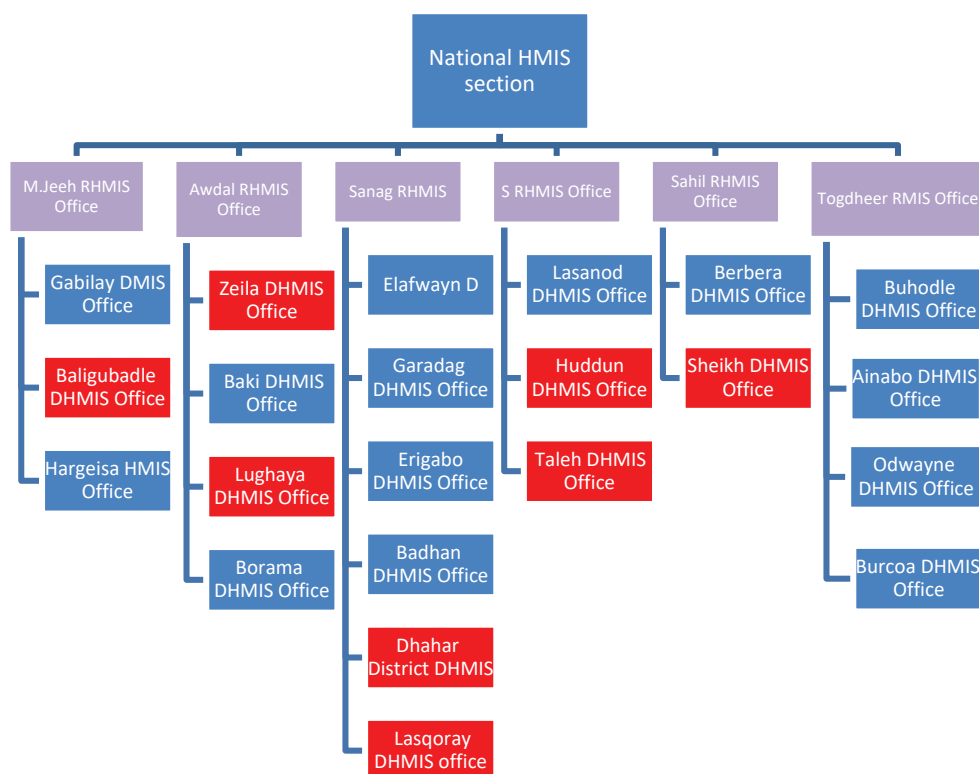 National HMIS
section
M.Jeeh RHMIS
Office
Gabilay DMIS
Office
Baligubadle
DHMIS Office
Hargeisa HMIS
Office
Awdal RHMIS
Office
Zeila DHMIS
Office
Baki DHMIS
Office
Lughaya
DHMIS Office
Borama
DHMIS Office
Sanag RHMIS
Elafwayn D
Garadag
DHMIS Office
Erigabo
DHMIS Office
Badhan
DHMIS Office
Dhahar
District DHMIS
Lasqoray
DHMIS office
S RHMIS Office
Lasanod
DHMIS Office
Huddun
DHMIS Office
Taleh DHMIS
Office
Sahil RHMIS
Office
Berbera
DHMIS Office
Sheikh DHMIS
Office
Togdheer RMIS Office
Buhodle
DHMIS Office
Ainabo DHMIS
Office
Odwayne
DHMIS Office
Burcoa DHMIS
Office